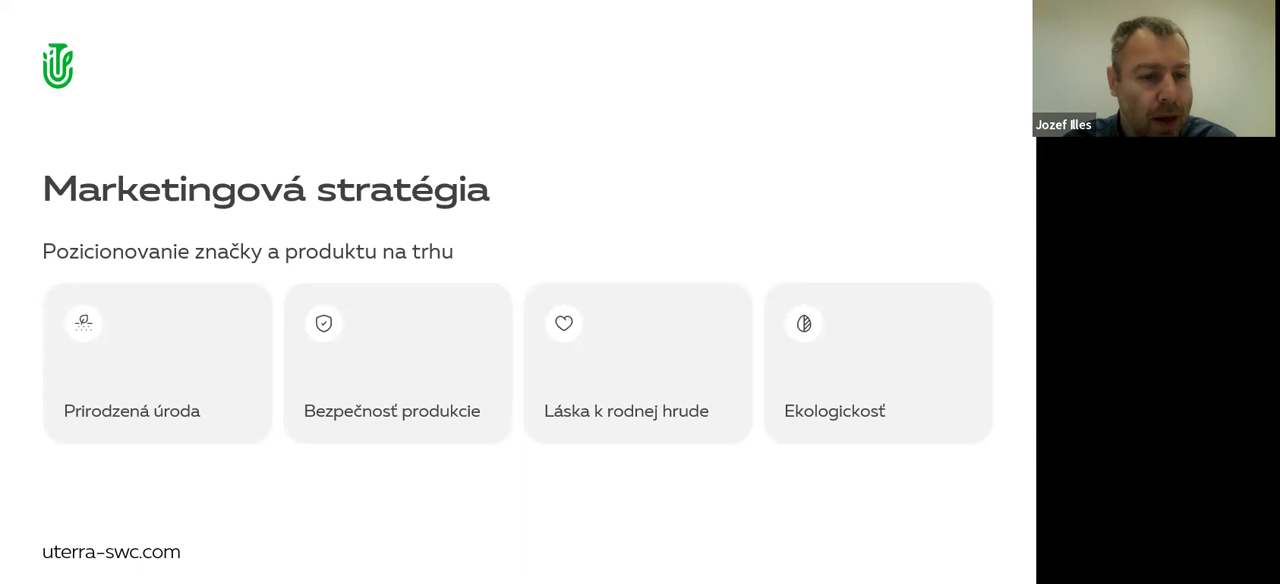 Marketingová stratégia
Pozicionovanie značky a produktu na trhu
Prirodzená úroda
Bezpečnosť produkcie
Láska k rodnej hrude
Ekologickosť
uterra-swc.com
Jozef Illes